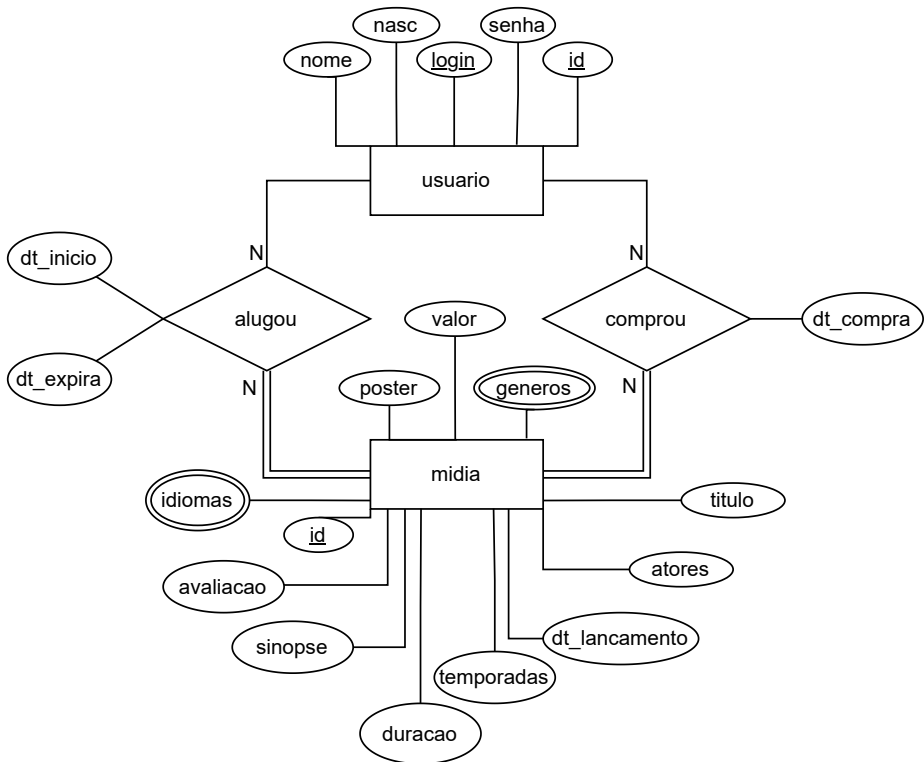 nasc
senha
nome
login
id
usuario
N
N
dt_inicio
alugou
valor
comprou
dt_compra
dt_expira
N
poster
generos
N
midia
idiomas
titulo
id
atores
avaliacao
dt_lancamento
sinopse
temporadas
duracao